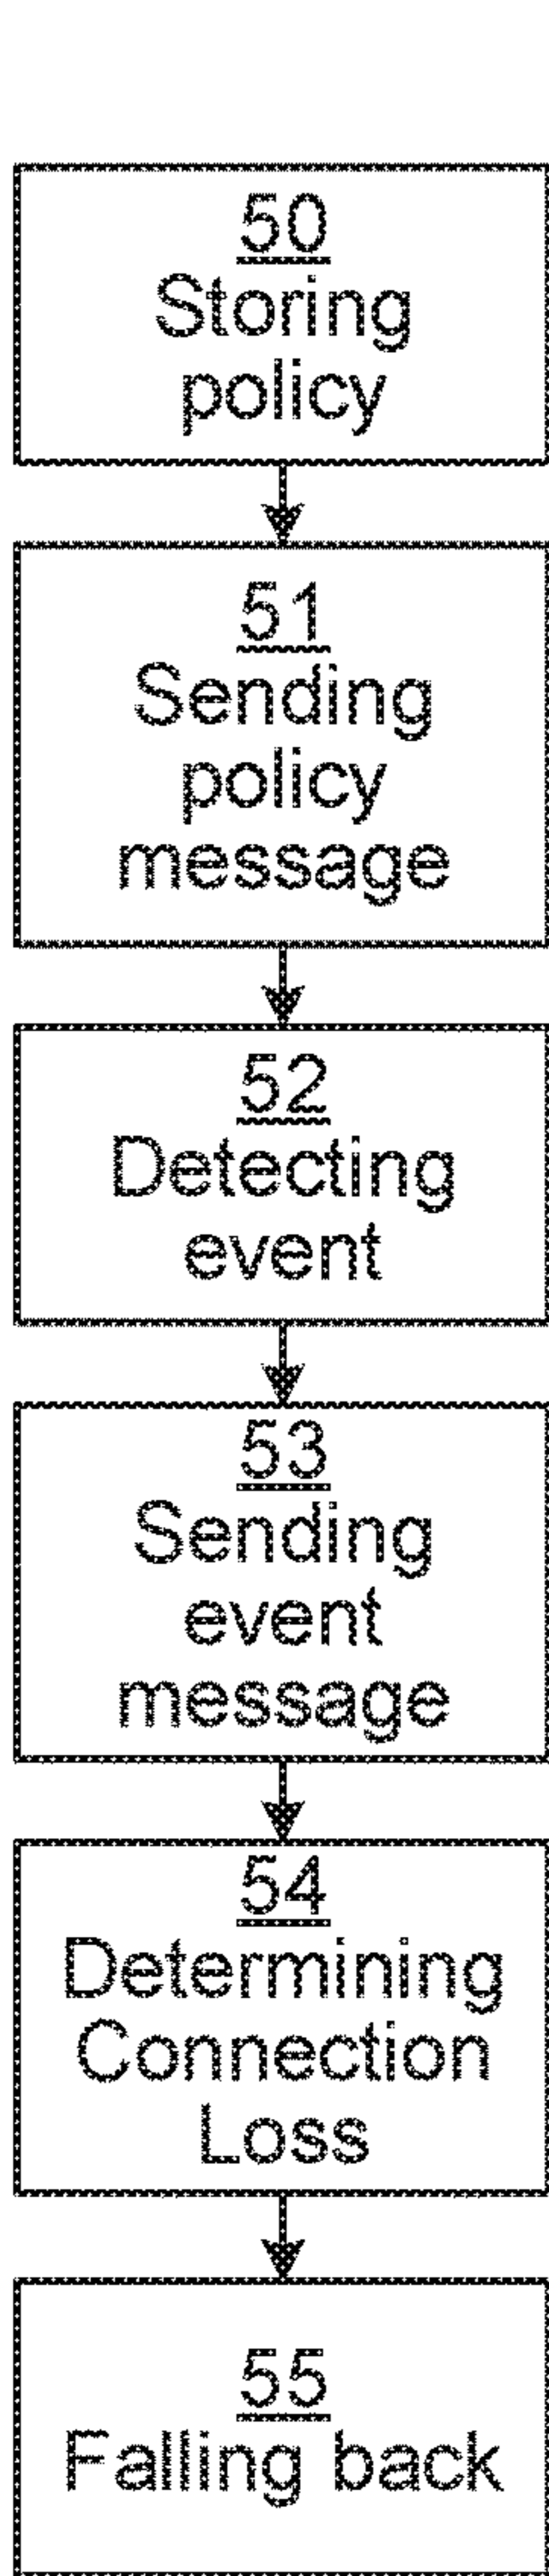 50
Storing
policy
51
Sending
policy
message
52
Detecting
event
53
Sending
event
message
54
Determining
Connection
Loss
55
Falling back